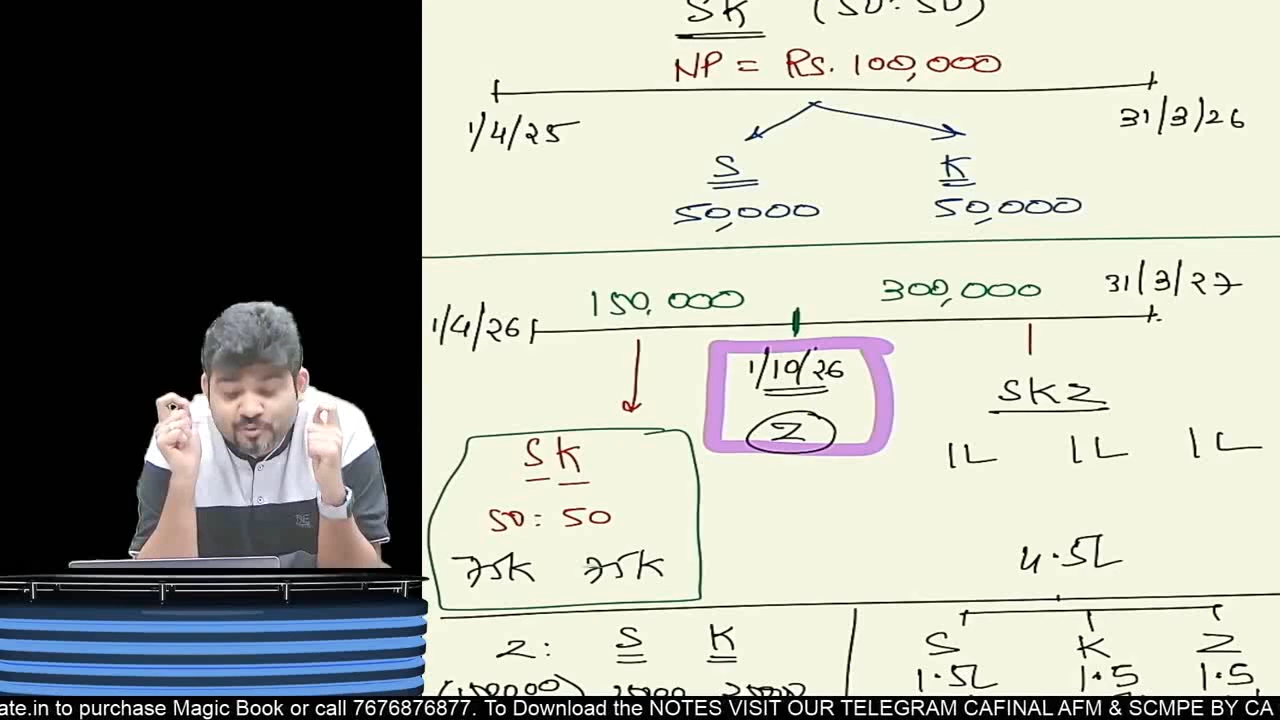 SK (50:50)
NP = Rs. 100,000
1/4/25
31/3/26
S K
50,000 50,000
150,000 300,000
1/4/26 31/3/27
1/10/26
Z
SKZ
1L 1L 1L
SK
50:50
75K 75K
4.5L
Z: S K
S K Z
1.5L 1.5 1.5
(150000) 25000 25000
ate.in to purchase Magic Book or call 7676876877. To Download the NOTES VISIT OUR TELEGRAM CAFINAL AFM & SCMPE BY CA